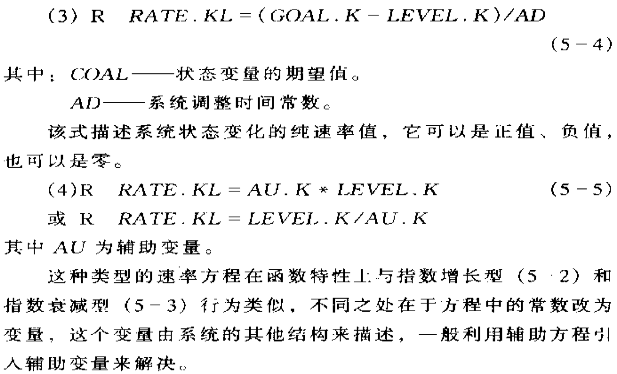 (3) R RATE.KL=(GOAL.K-LEVEL.K)/AD
(5-4)
其中：COAL——状态变量的期望值。
AD——系统调整时间常数。
该式描述系统状态变化的纯速率值，它可以是正值、负值，
也可以是零。
(4)R RATE.KL=AU.K*LEVEL.K (5-5)
或 R RATE.KL=LEVEL.K/AU.K
其中 AU 为辅助变量。
这种类型的速率方程在函数特性上与指数增长型（5 2）和
指数衰减型（5-3）行为类似，不同之处在于方程中的常数改为
变量，这个变量由系统的其他结构来描述，一般利用辅助方程引
入辅助变量来解决。